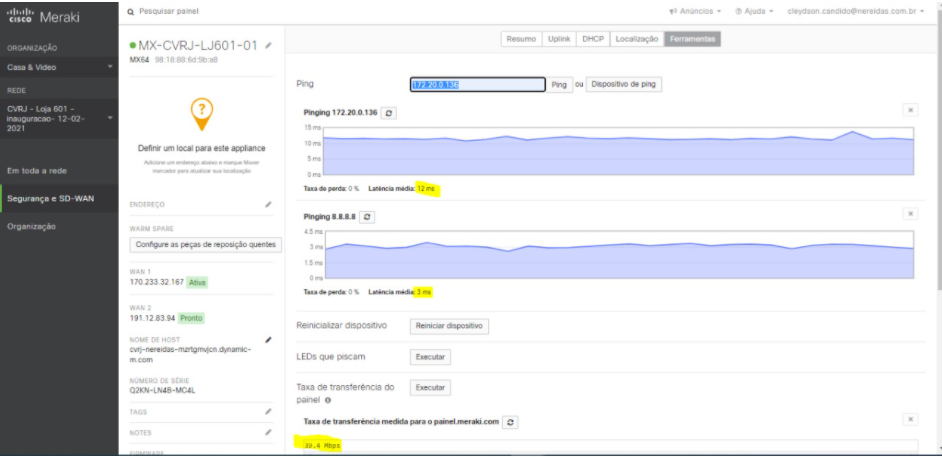 cisco Meraki
Pesquisar painel
Anúncios
Ajuda
cleydson.candido@nereidas.com.br
ORGANIZAÇÃO
Casa & Video
REDE
CVRJ - Loja 601 -
inauguracao- 12-02-
2021
Em toda a rede
Segurança e SD-WAN
Organização
MX-CVRJ-LJ601-01
MX64 98:18:88:6d:9b:a8
Definir um local para este appliance
Adicione um endereço abaixo e marque Mover
marcador para atualizar sua localização.
ENDEREÇO
WARM SPARE
Configure as peças de reposição quentes
WAN 1
170.233.32.167 Ativa
WAN 2
191.12.83.94 Pronto
NOME DE HOST
cvrj-nereidas-mzrtgmvjcn.dynamic-
m.com
NÚMERO DE SÉRIE
Q2KN-LN4B-MC4L
TAGS
NOTES
FIRMWARE
Resumo Uplink DHCP Localização Ferramentas
Ping 172.20.0.136 Ping ou Dispositivo de ping
Pinging 172.20.0.136
15 ms
10 ms
5 ms
0 ms
Taxa de perda: 0 % Latência média: 12 ms
Pinging 8.8.8.8
4.5 ms
3 ms
1.5 ms
0 ms
Taxa de perda: 0 % Latência média: 3 ms
Reinicializar dispositivo Reiniciar dispositivo
LEDs que piscam Executar
Taxa de transferência do Executar
painel
Taxa de transferência medida para o painel.meraki.com
39.4 Mbps